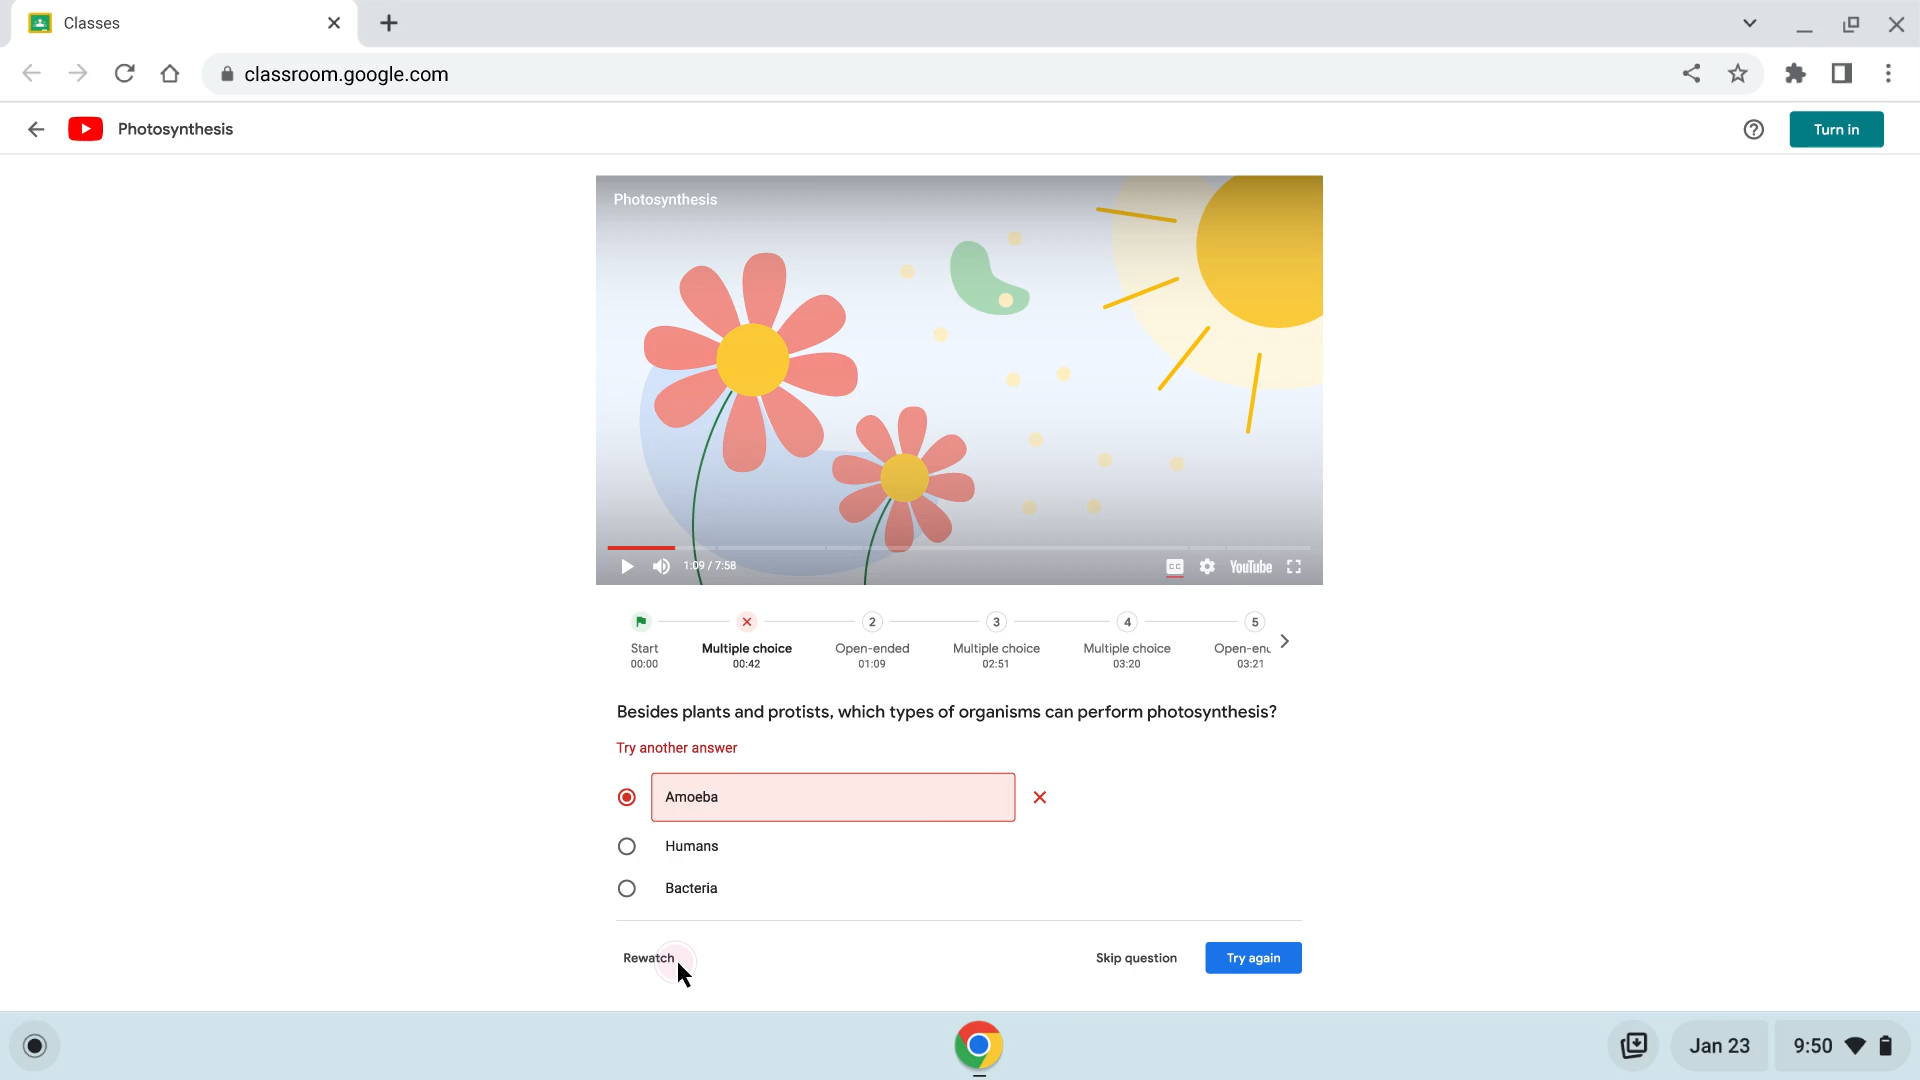 Classes
classroom.google.com
Photosynthesis
Turn in
Photosynthesis
1:09 / 7:58
CC
YouTube
2
3
4
5
Start
Multiple choice
Open-ended
Multiple choice
Multiple choice
Open-en
00:00
00:42
01:09
02:51
03:20
03:21
Besides plants and protists, which types of organisms can perform photosynthesis?
Try another answer
Amoeba
Humans
Bacteria
Rewatch
Skip question
Try again
Jan 23
9:50